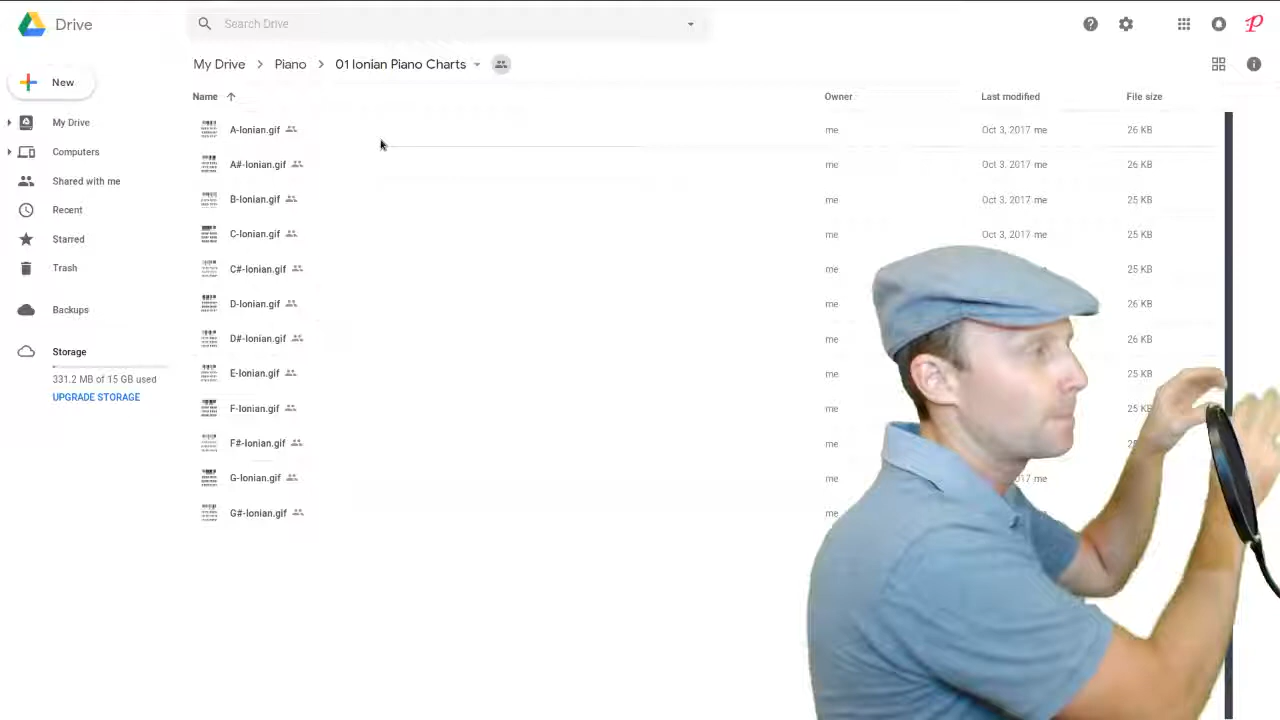 Drive
Search Drive
New
My Drive
Computers
Shared with me
Recent
Starred
Trash
Backups
Storage
331.2 MB of 15 GB used
UPGRADE STORAGE
My Drive > Piano > 01 Ionian Piano Charts
Name Owner Last modified File size
A-Ionian.gif me Oct 3, 2017 me 26 KB
A#-Ionian.gif me Oct 3, 2017 me 26 KB
B-Ionian.gif me Oct 3, 2017 me 25 KB
C-Ionian.gif me Oct 3, 2017 me 25 KB
C#-Ionian.gif me me 25 KB
D-Ionian.gif me 26 KB
D#-Ionian.gif me 26 KB
E-Ionian.gif me 25 KB
F-Ionian.gif me 25 KB
F#-Ionian.gif me
G-Ionian.gif me 017 me
G#-Ionian.gif me